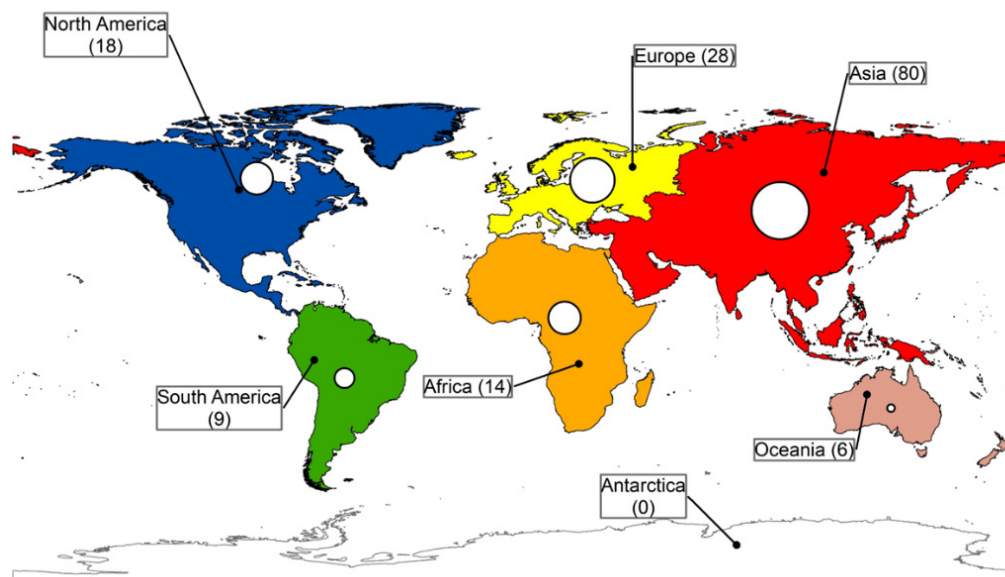 North America
(18)
Europe (28)
Asia (80)
South America
(9)
Africa (14)
Oceania (6)
Antarctica
(0)